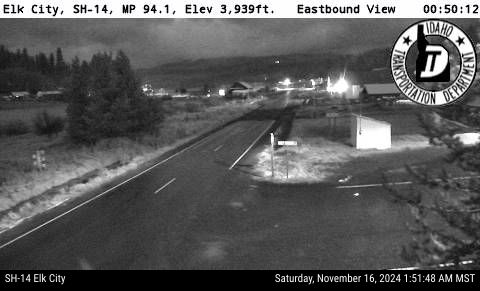 Elk City, SH-14, MP 94.1, Elev 3,939ft. Eastbound View 00:50:12
IDAHO
TRANSPORTATION DEPARTMENT
SH-14 Elk City Saturday, November 16, 2024 1:51:48 AM MST